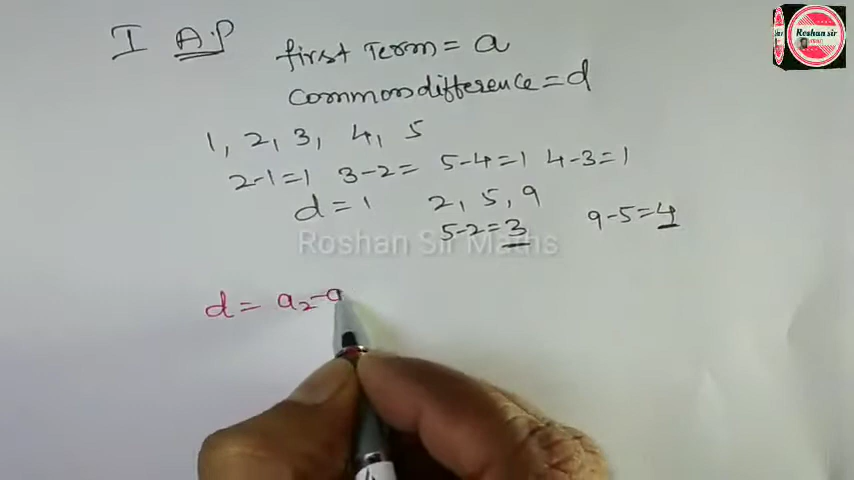 I A.P
first Term = a
common difference = d
1, 2, 3, 4, 5
2-1=1 3-2= 5-4=1 4-3=1
d = 1 2, 5, 9
5-2=3 9-5=4
Roshan Sir Maths
d = a₂-a
Roshan sir